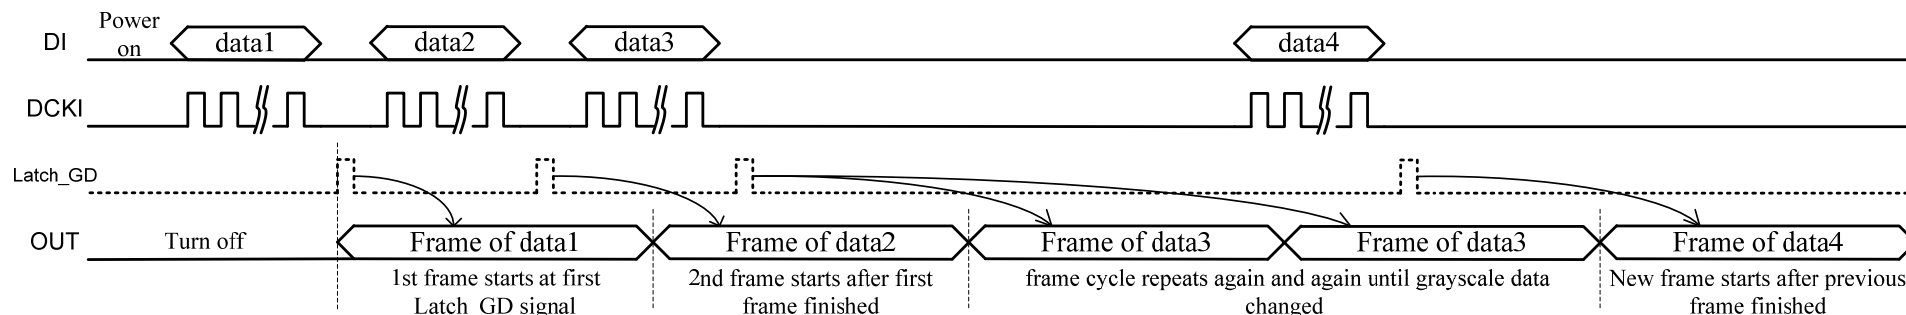 Power
on
DI
data1
data2
data3
data4
DCKI
Latch_GD
OUT
Turn off
Frame of data1
Frame of data2
Frame of data3
Frame of data3
Frame of data4
1st frame starts at first
Latch_GD signal
2nd frame starts after first
frame finished
frame cycle repeats again and again until grayscale data
changed
New frame starts after previous
frame finished